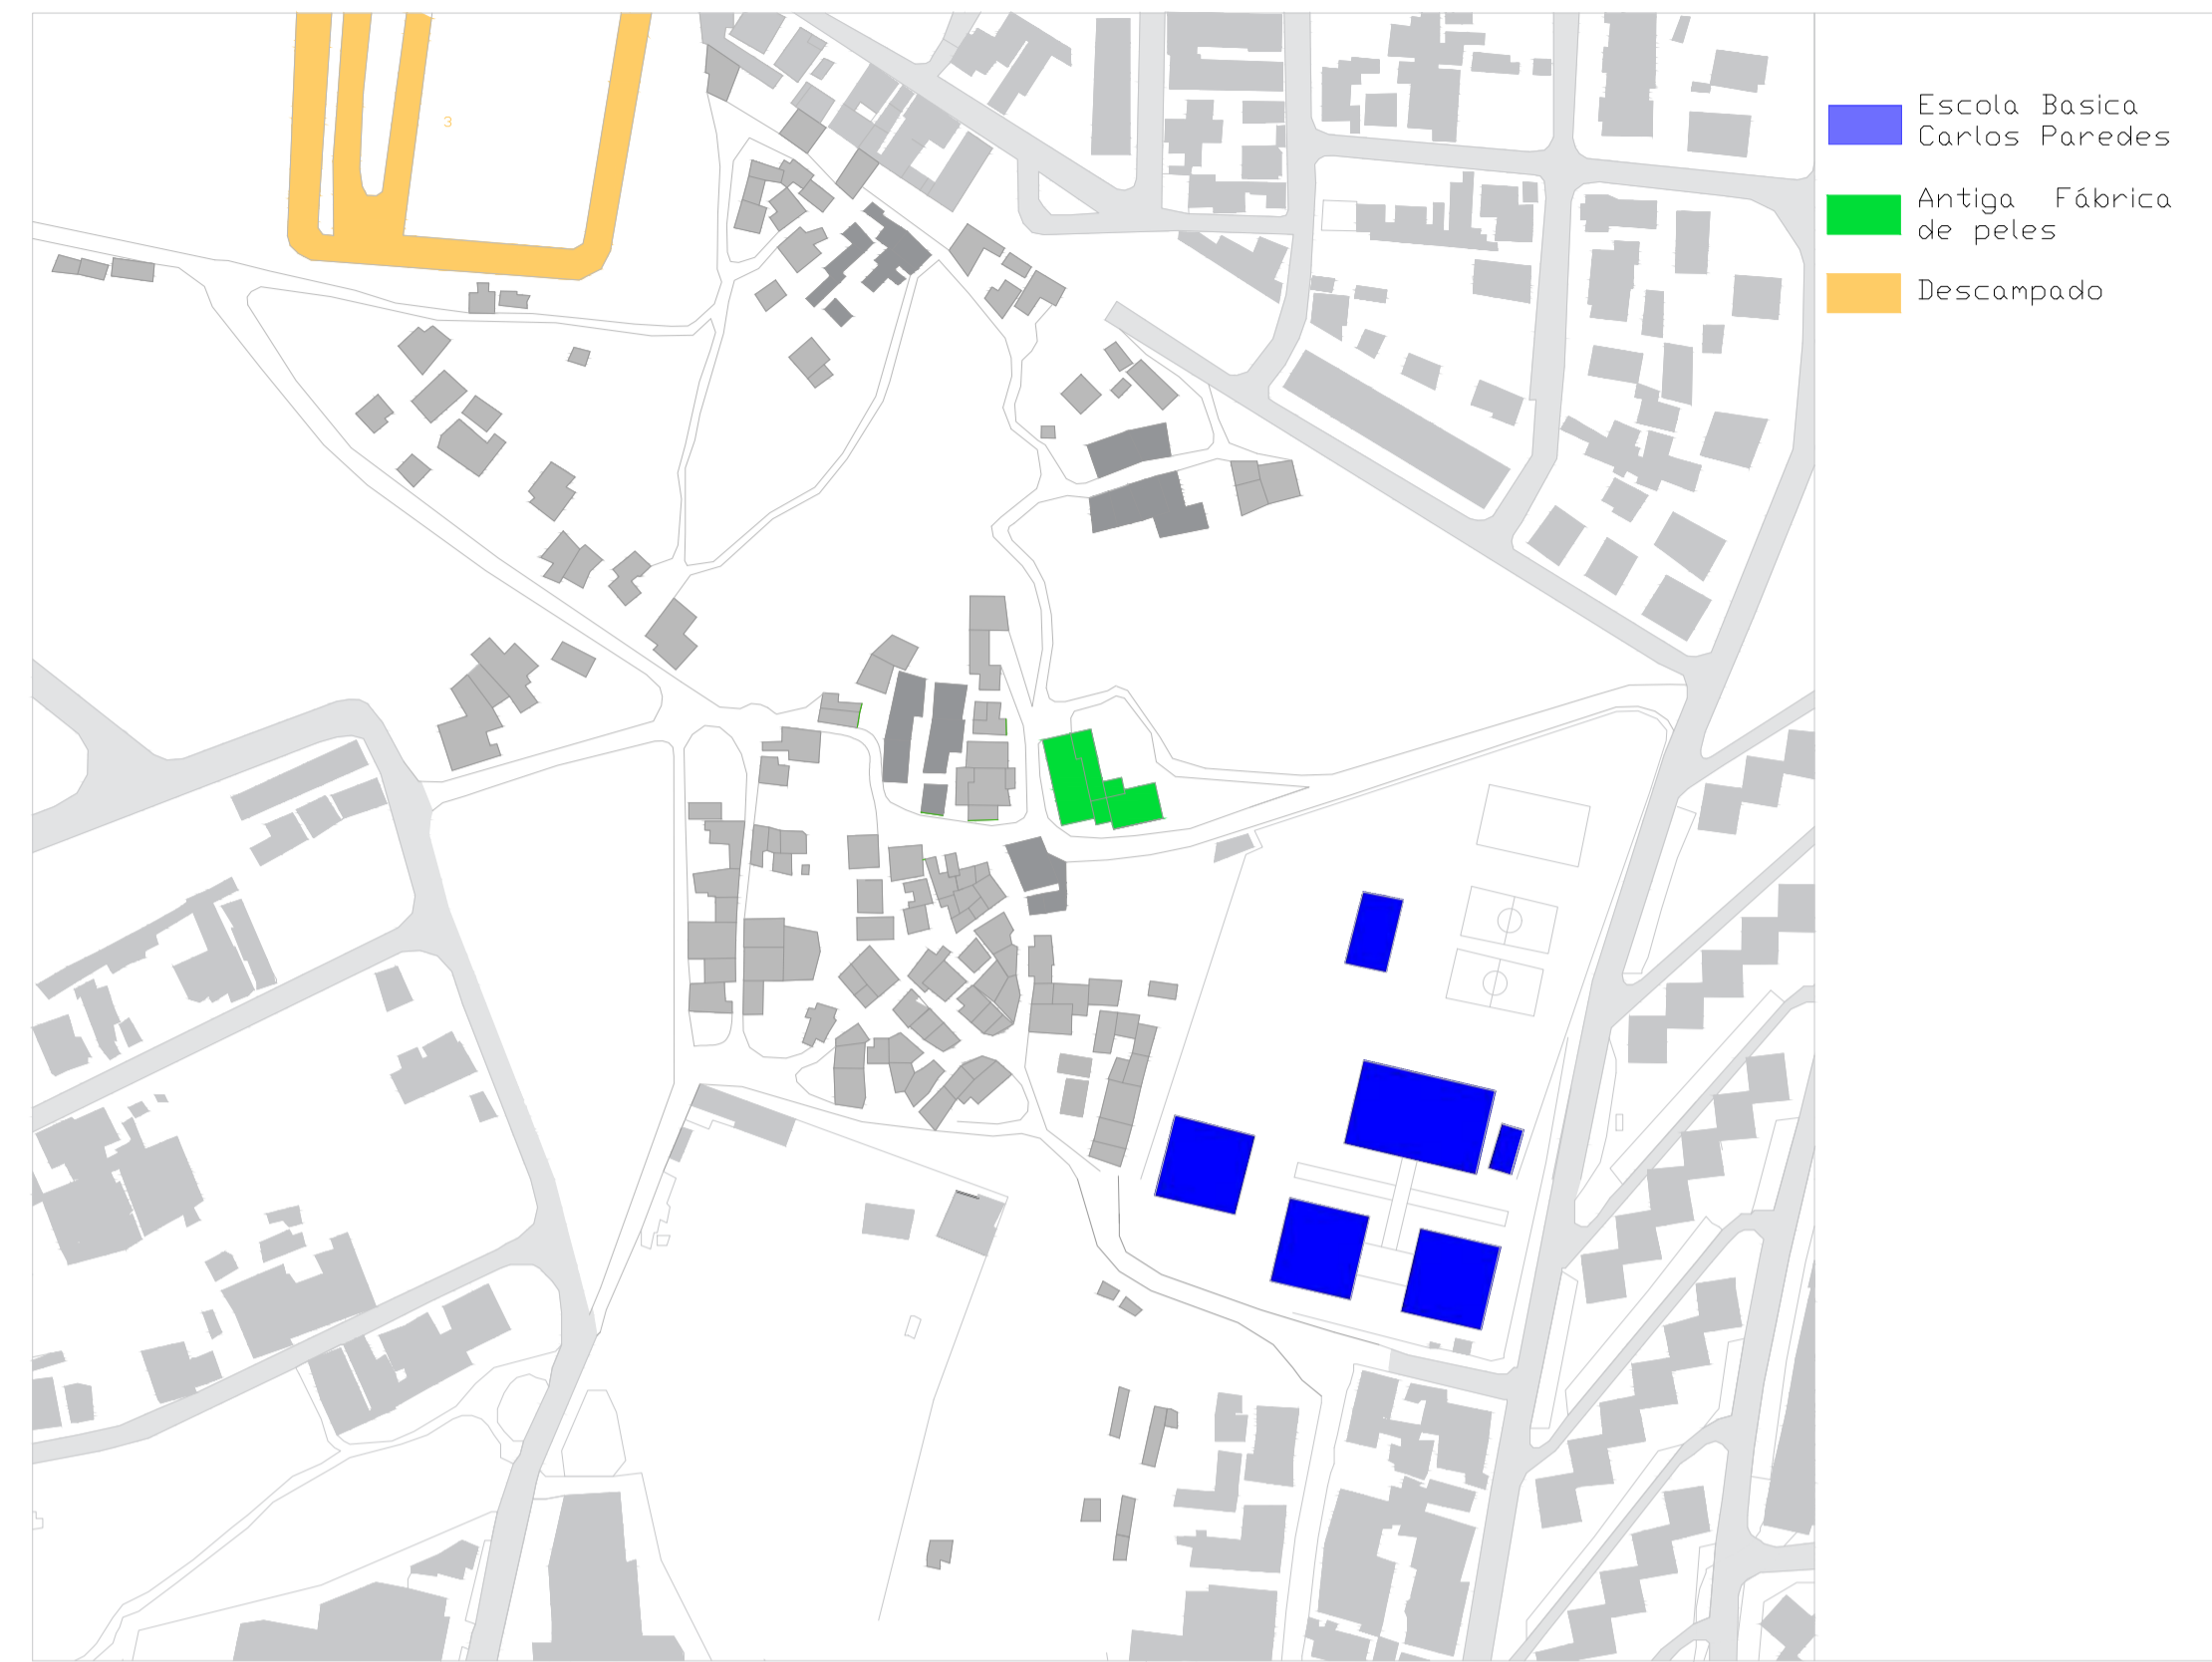 3
Escola Basica
Carlos Paredes
Antiga Fábrica
de peles
Descampado